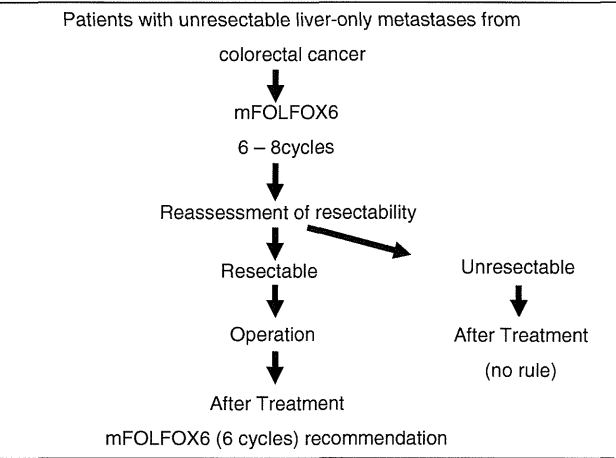 Patients with unresectable liver-only metastases from
colorectal cancer
mFOLFOX6
6 – 8cycles
Reassessment of resectability
Resectable
Unresectable
Operation
After Treatment
(no rule)
After Treatment
mFOLFOX6 (6 cycles) recommendation